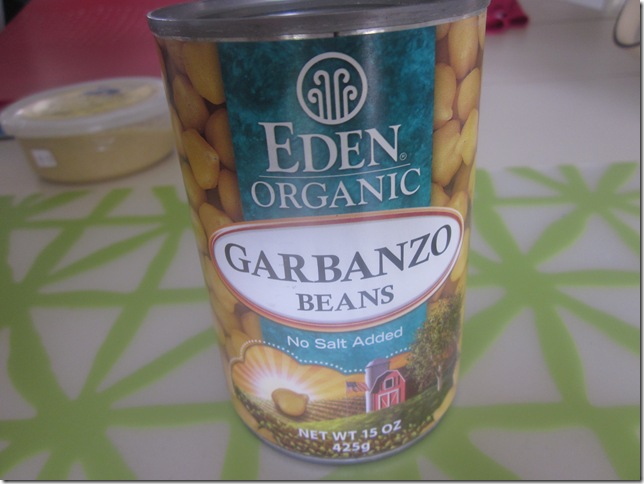 EDEN®
ORGANIC
GARBANZO
BEANS
No Salt Added
NET WT 15 OZ
425g